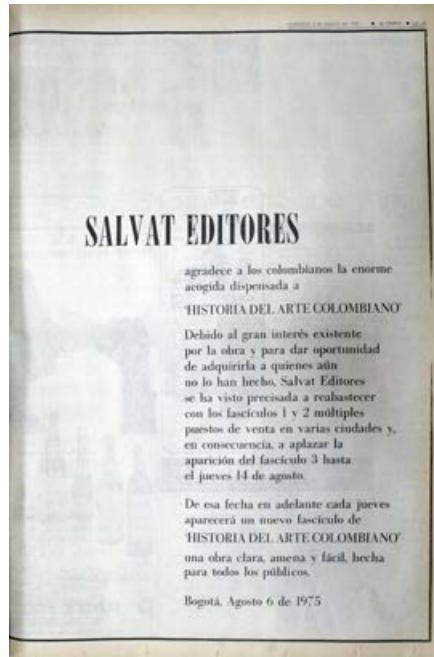 SALVAT EDITORES
agradece a los colombianos la enorme
acogida dispensada a
'HISTORIA DEL ARTE COLOMBIANO'
Debido al gran interés existente
por la obra y para dar oportunidad
de adquirirla a quienes aún
no lo han hecho, Salvat Editores
se ha visto precisada a reabastecer
con los fascículos 1 y 2 múltiples
puestos de venta en varias ciudades y,
en consecuencia, a aplazar la
aparición del fascículo 3 hasta
el jueves 14 de agosto.
De esa fecha en adelante cada jueves
aparecerá un nuevo fascículo de
'HISTORIA DEL ARTE COLOMBIANO'
una obra clara, amena y fácil, hecha
para todos los públicos.
Bogotá, Agosto 6 de 1975